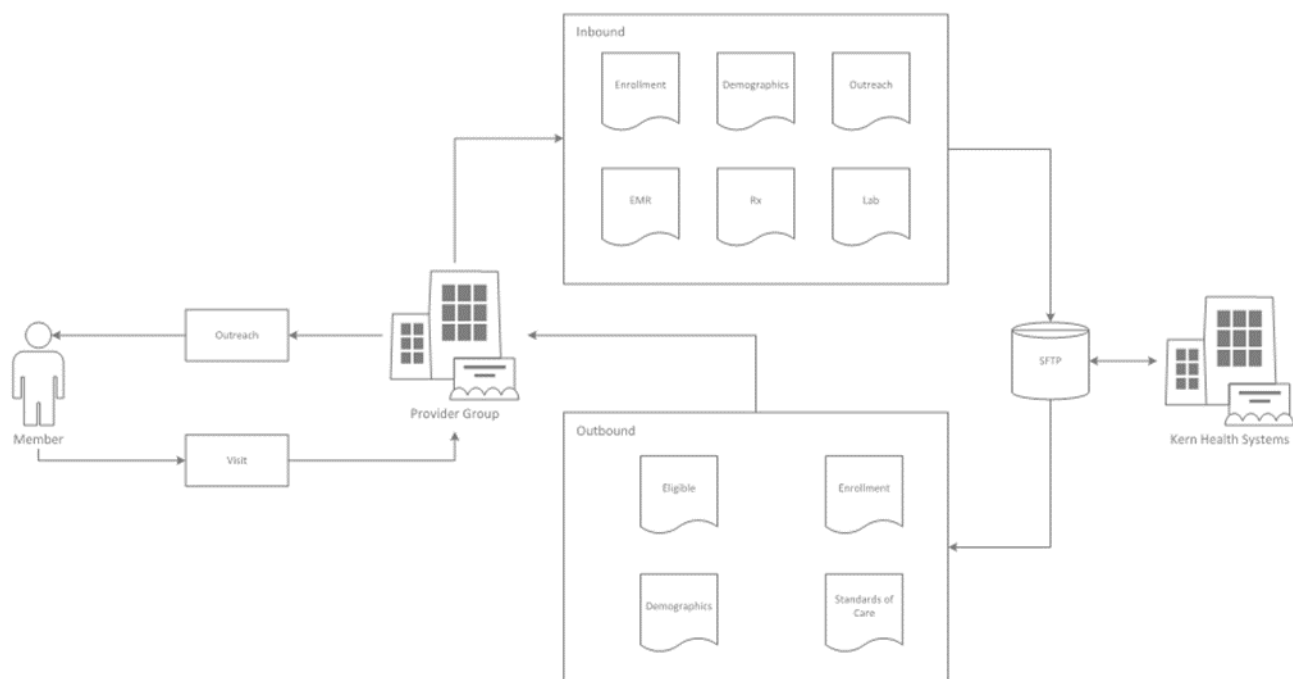 Inbound
Enrollment
Demographics
Outreach
EMR
Rx
Lab
Outreach
SFTP
Provider Group
Member
Kern Health Systems
Visit
Outbound
Eligible
Enrollment
Demographics
Standards of
Care